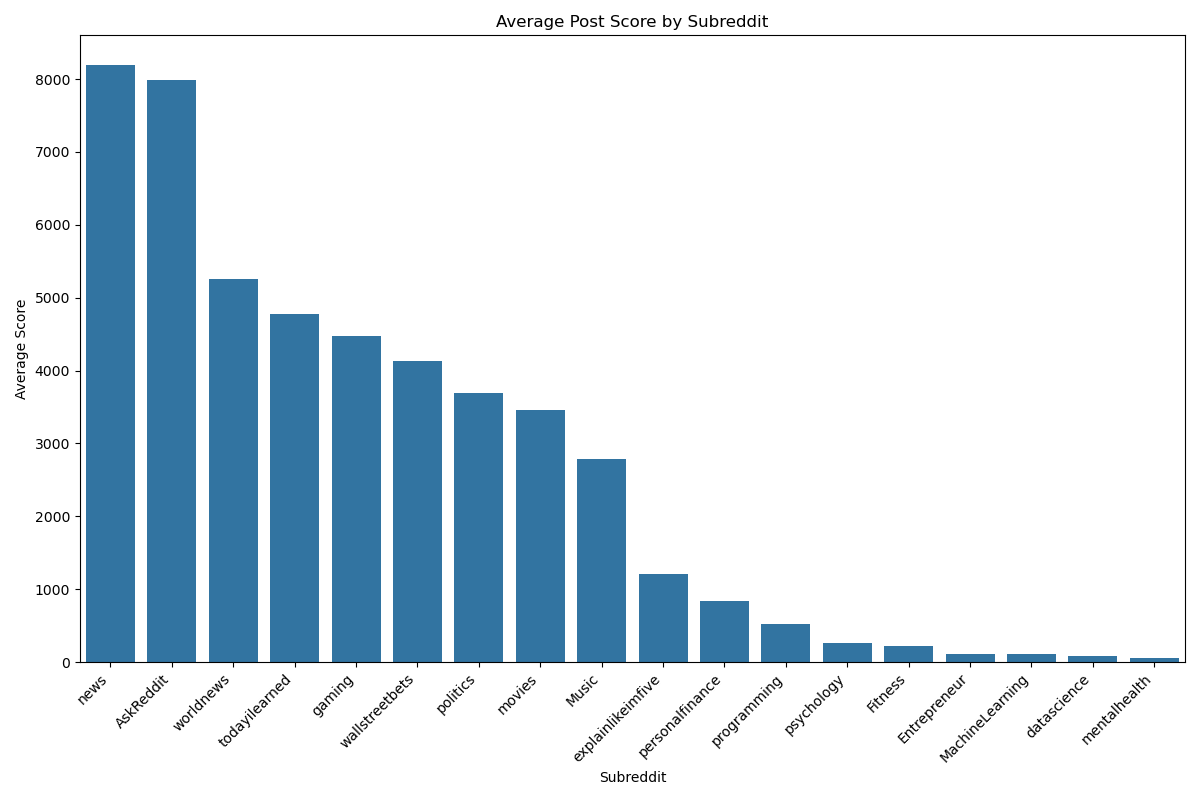 Average Post Score by Subreddit
Average Score
8000
7000
6000
5000
4000
3000
2000
1000
0
news
AskReddit
worldnews
todayilearned
gaming
wallstreetbets
politics
movies
Music
explainlikeimfive
personalfinance
programming
psychology
Fitness
Entrepreneur
MachineLearning
datascience
mentalhealth
Subreddit